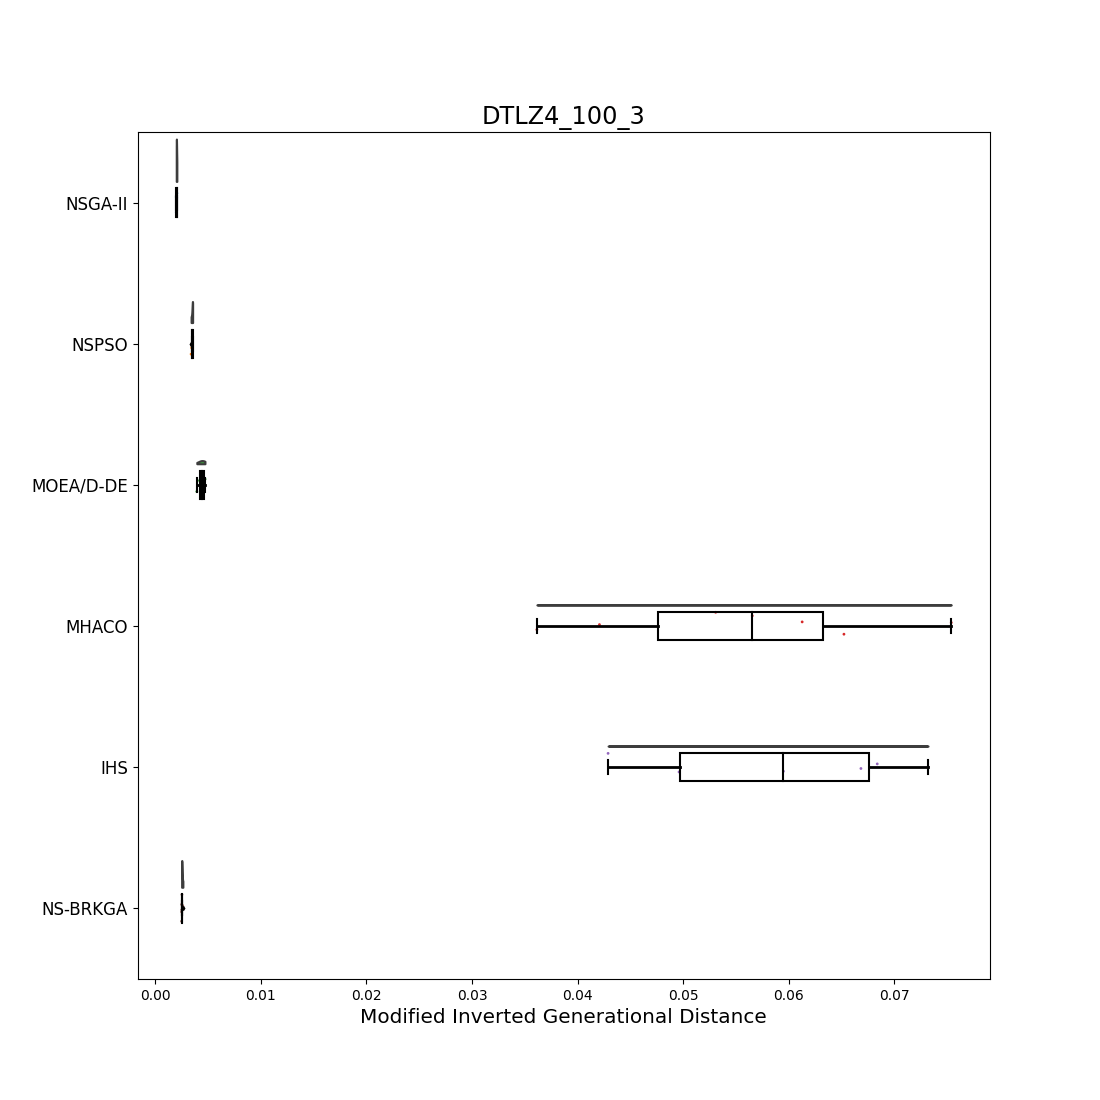 DTLZ4_100_3
NSGA-II
NSPSO
MOEA/D-DE
MHACO
IHS
NS-BRKGA
0.00 0.01 0.02 0.03 0.04 0.05 0.06 0.07
Modified Inverted Generational Distance